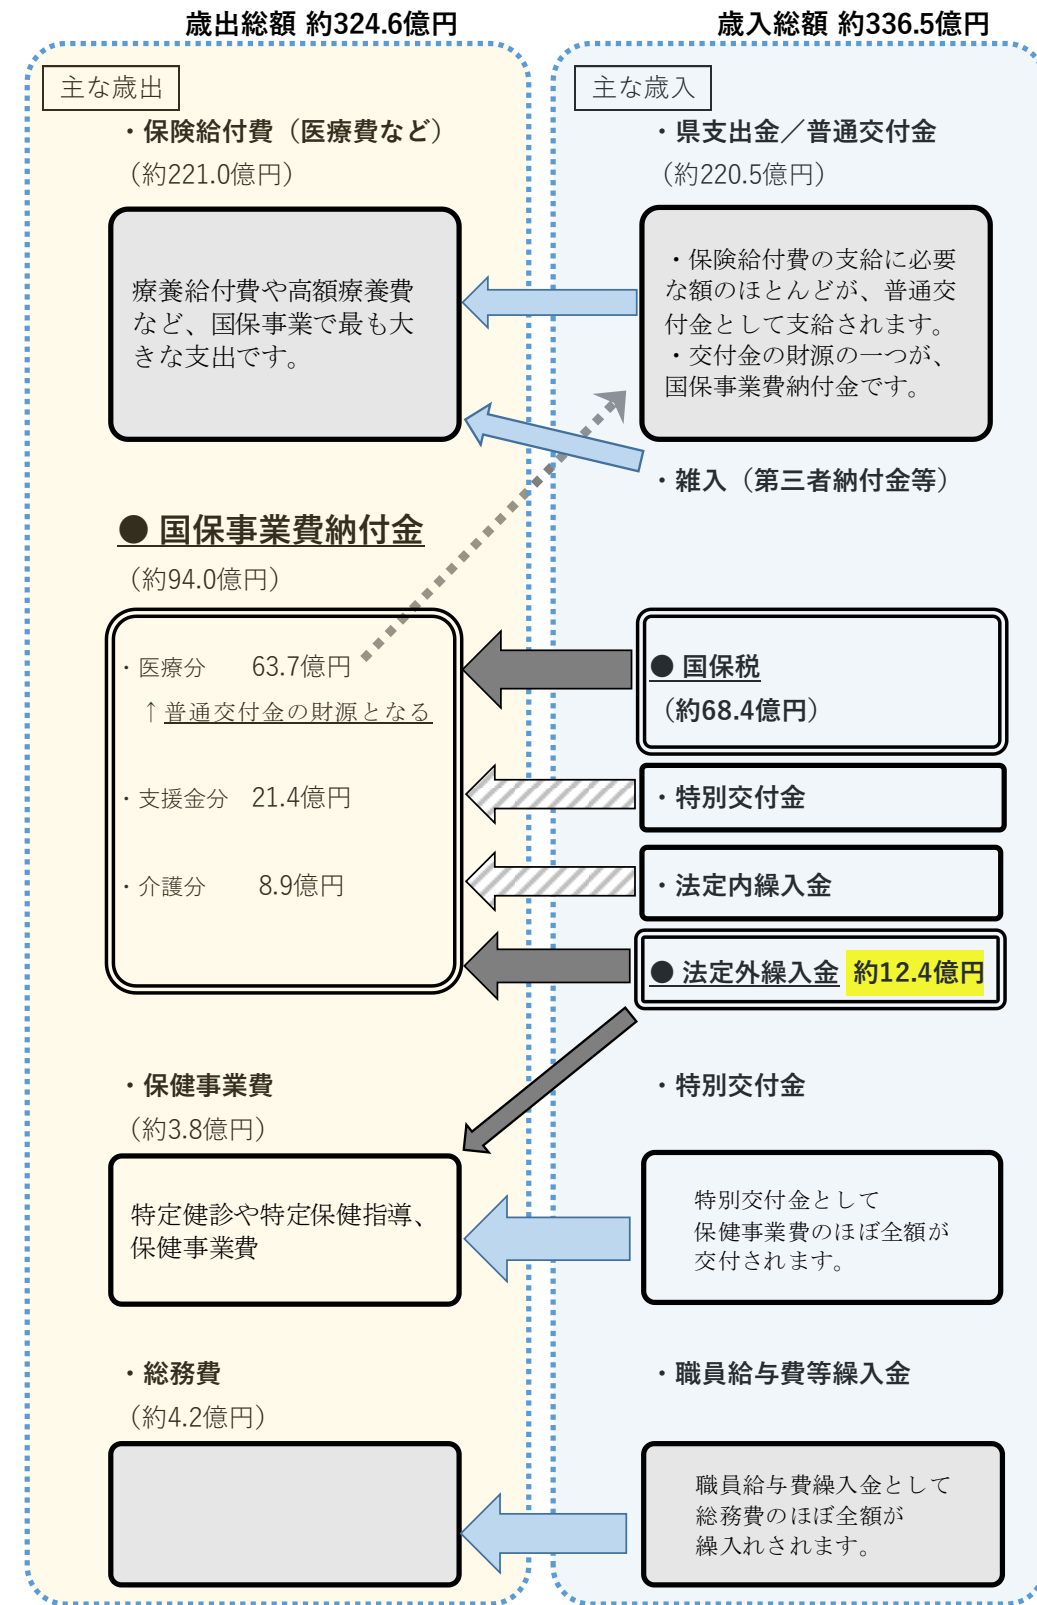 歳出総額 約324.6億円
主な歳出
・保険給付費（医療費など）
（約221.0億円）
療養給付費や高額療養費
など、国保事業で最も大
きな支出です。
● 国保事業費納付金
（約94.0億円）
・医療分 63.7億円
↑普通交付金の財源となる
・支援金分 21.4億円
・介護分 8.9億円
・保健事業費
（約3.8億円）
特定健診や特定保健指導、
保健事業費
・総務費
（約4.2億円）
歳入総額 約336.5億円
主な歳入
・県支出金／普通交付金
（約220.5億円）
・保険給付費の支給に必要
な額のほとんどが、普通交
付金として支給されます。
・交付金の財源の一つが、
国保事業費納付金です。
・雑入（第三者納付金等）
● 国保税
（約68.4億円）
・特別交付金
・法定内繰入金
● 法定外繰入金 約12.4億円
・特別交付金
特別交付金として
保健事業費のほぼ全額が
交付されます。
・職員給与費等繰入金
職員給与費繰入金として
総務費のほぼ全額が
繰入れされます。